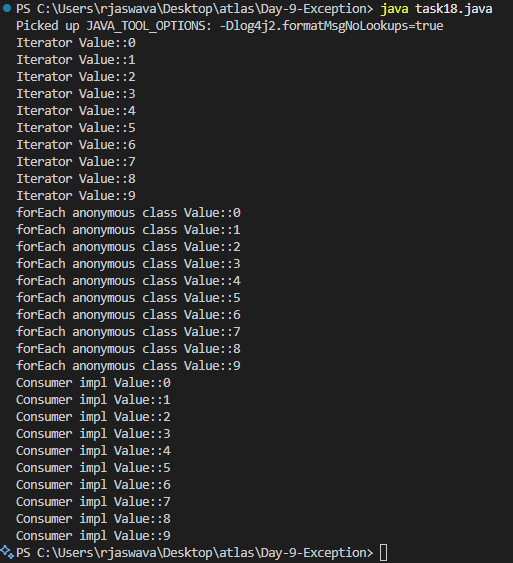 PS C:\Users\rjaswava\Desktop\atlas\Day-9-Exception> java task18.java
Picked up JAVA_TOOL_OPTIONS: -Dlog4j2.formatMsgNoLookups=true
Iterator Value::0
Iterator Value::1
Iterator Value::2
Iterator Value::3
Iterator Value::4
Iterator Value::5
Iterator Value::6
Iterator Value::7
Iterator Value::8
Iterator Value::9
forEach anonymous class Value::0
forEach anonymous class Value::1
forEach anonymous class Value::2
forEach anonymous class Value::3
forEach anonymous class Value::4
forEach anonymous class Value::5
forEach anonymous class Value::6
forEach anonymous class Value::7
forEach anonymous class Value::8
forEach anonymous class Value::9
Consumer impl Value::0
Consumer impl Value::1
Consumer impl Value::2
Consumer impl Value::3
Consumer impl Value::4
Consumer impl Value::5
Consumer impl Value::6
Consumer impl Value::7
Consumer impl Value::8
Consumer impl Value::9
PS C:\Users\rjaswava\Desktop\atlas\Day-9-Exception>